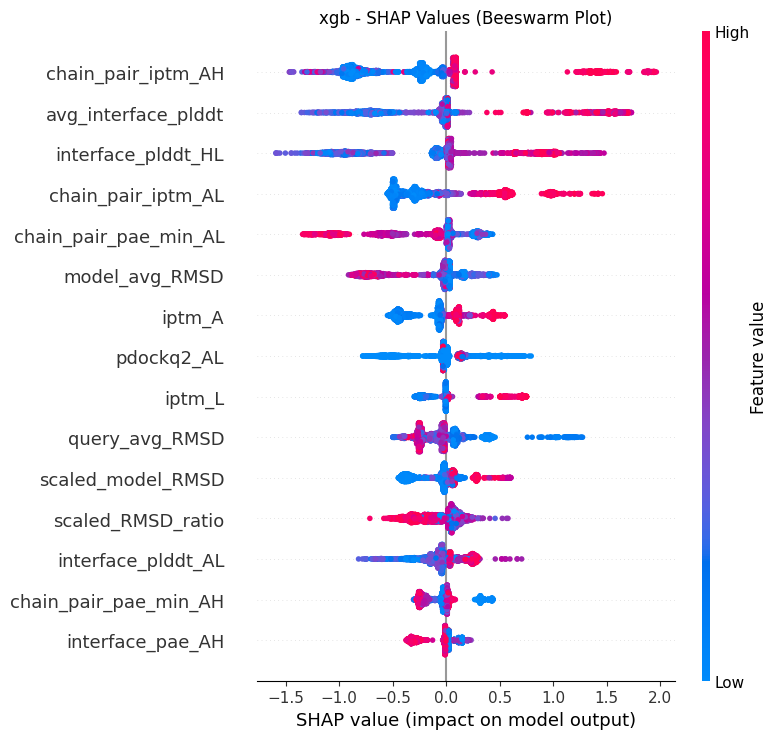 xgb - SHAP Values (Beeswarm Plot)
High
chain_pair_iptm_AH
avg_interface_plddt
interface_plddt_HL
chain_pair_iptm_AL
chain_pair_pae_min_AL
model_avg_RMSD
iptm_A
pdockq2_AL
iptm_L
query_avg_RMSD
scaled_model_RMSD
scaled_RMSD_ratio
interface_plddt_AL
chain_pair_pae_min_AH
interface_pae_AH
Feature value
Low
−1.5 −1.0 −0.5 0.0 0.5 1.0 1.5 2.0
SHAP value (impact on model output)